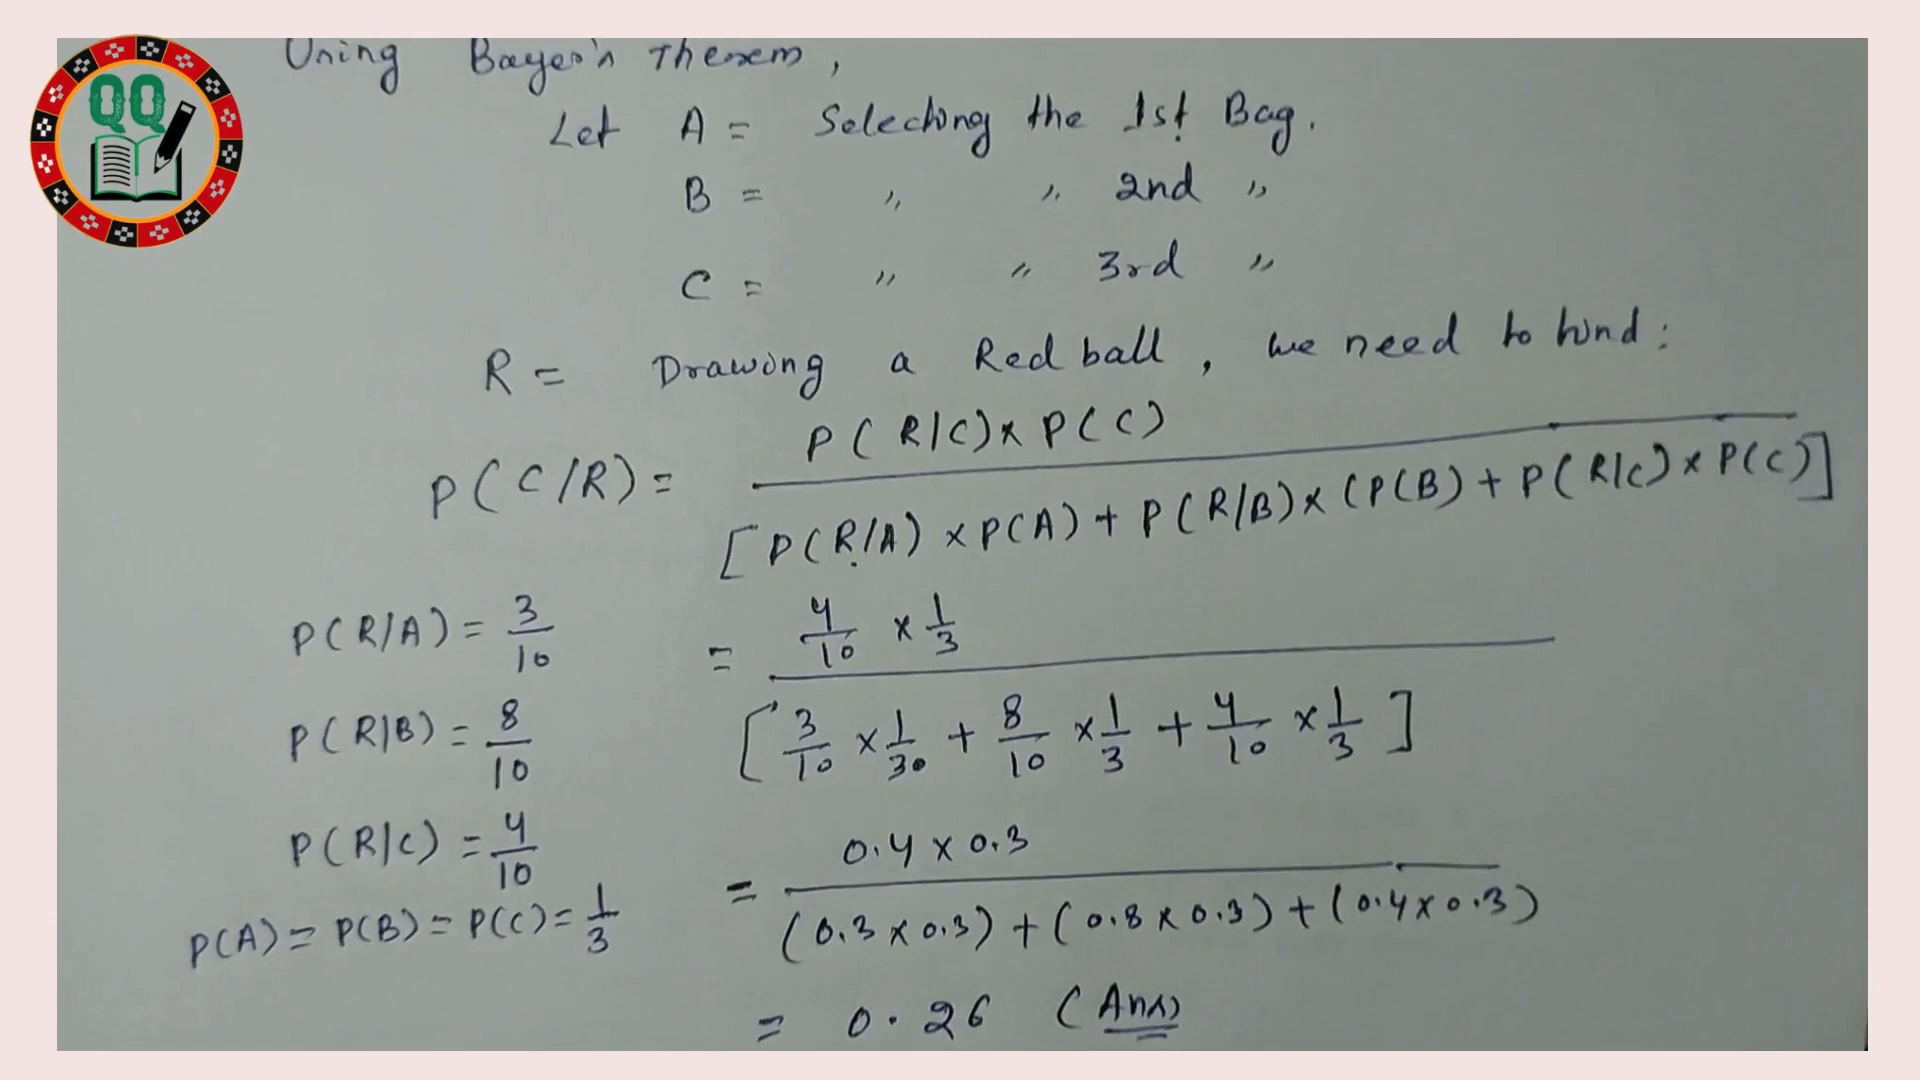 QQ
Using Bayes's Theorem,
Let A = Selecting the 1st Bag.
B = " " 2nd "
C = " " 3rd "
R = Drawing a Red ball, we need to find:
P(C/R) = P(R/C) x P(C) / [P(R/A) x P(A) + P(R/B) x (P(B) + P(R/C) x P(C)]
P(R/A) = 3/10
= 4/10 x 1/3 / [3/10 x 1/3 + 8/10 x 1/3 + 4/10 x 1/3]
P(R/B) = 8/10
P(R/C) = 4/10
= 0.4 x 0.3 / (0.3 x 0.3) + (0.8 x 0.3) + (0.4 x 0.3)
P(A) = P(B) = P(C) = 1/3
= 0.26 (Ans)